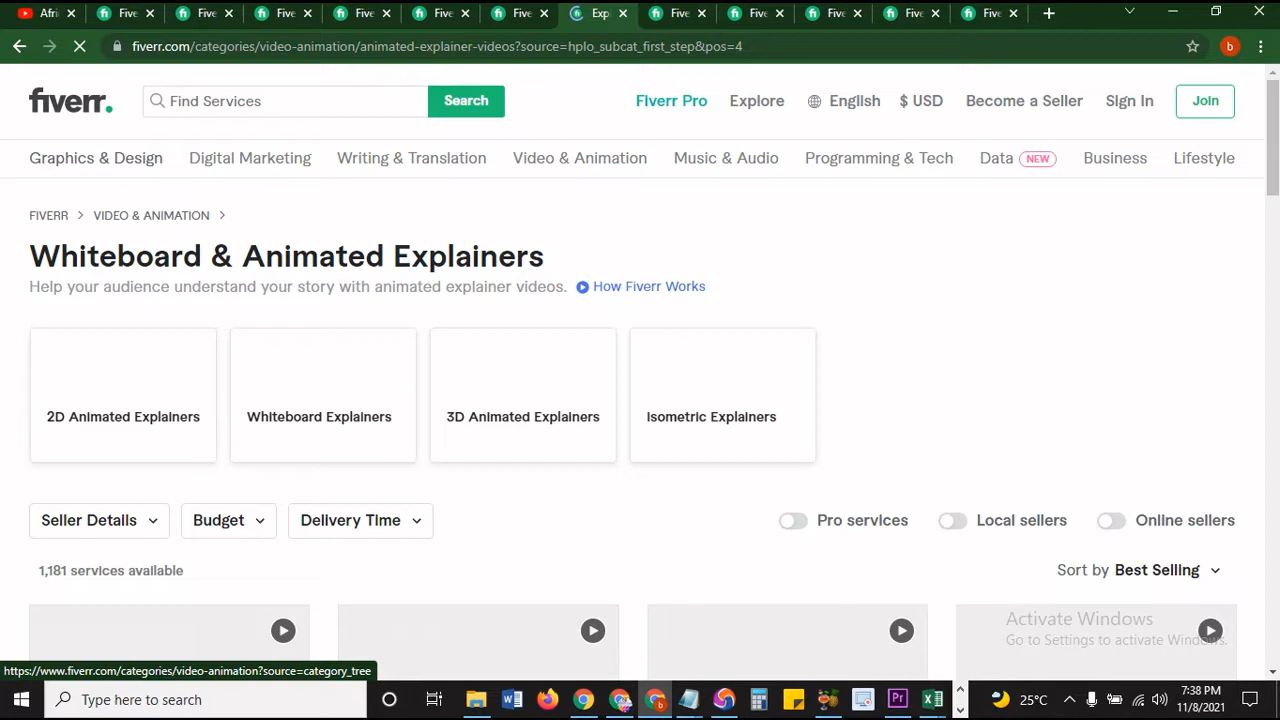 Afri Five Five Five Five Five Five Expl Five Five Five Five Five
fiverr.com/categories/video-animation/animated-explainer-videos?source=hplo_subcat_first_step&pos=4 b
fiverr. Find Services Search Fiverr Pro Explore English $ USD Become a Seller Sign In Join
Graphics & Design Digital Marketing Writing & Translation Video & Animation Music & Audio Programming & Tech Data NEW Business Lifestyle
FIVERR > VIDEO & ANIMATION >
Whiteboard & Animated Explainers
Help your audience understand your story with animated explainer videos. How Fiverr Works
2D Animated Explainers Whiteboard Explainers 3D Animated Explainers Isometric Explainers
Seller Details Budget Delivery Time Pro services Local sellers Online sellers
1,181 services available Sort by Best Selling
Activate Windows
Go to Settings to activate Windows.
https://www.fiverr.com/categories/video-animation?source=category_tree
Type here to search 25°C 7:38 PM
11/8/2021